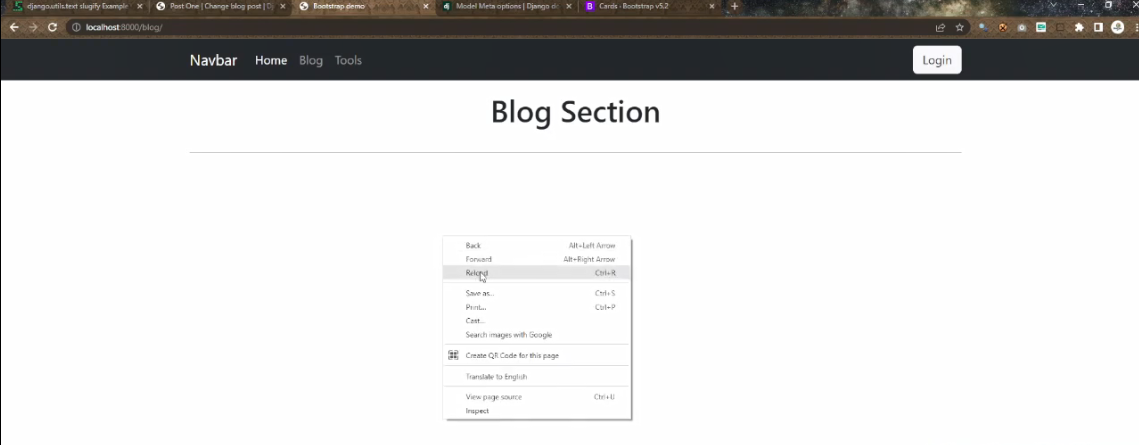 django.utils.text slugify Example
Post One | Change blog post | Dj
Bootstrap demo
Model Meta options | Django d
Cards · Bootstrap v5.2
localhost:8000/blog/
Navbar Home Blog Tools Login
Blog Section
Back Alt+Left Arrow
Forward Alt+Right Arrow
Reload Ctrl+R
Save as... Ctrl+S
Print... Ctrl+P
Cast...
Search images with Google
Create QR Code for this page
Translate to English
View page source Ctrl+U
Inspect